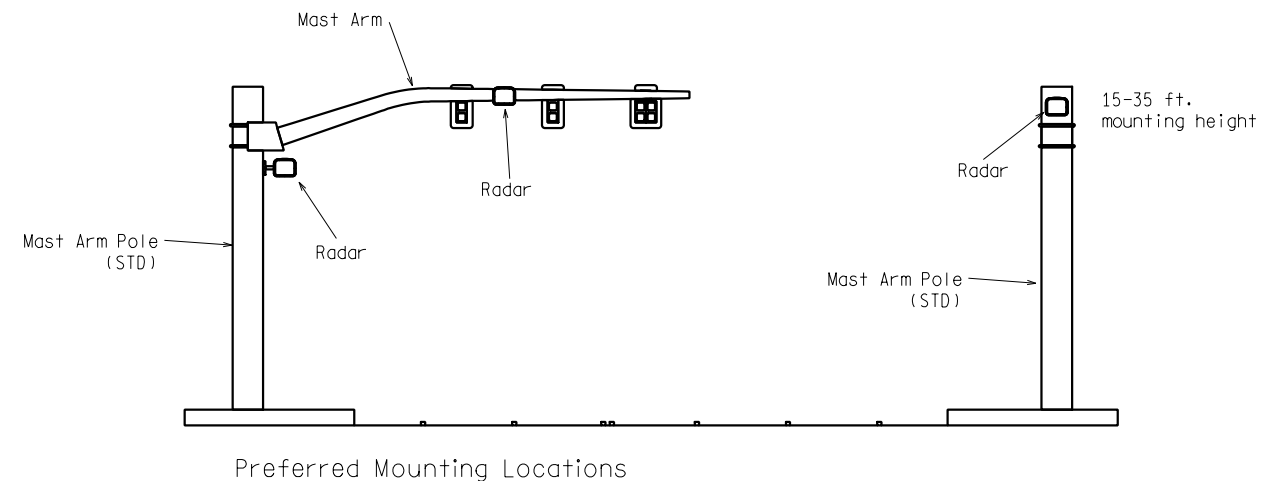 Mast Arm
15-35 ft.
mounting height
Radar
Radar
Mast Arm Pole
(STD)
Radar
Mast Arm Pole
(STD)
Preferred Mounting Locations